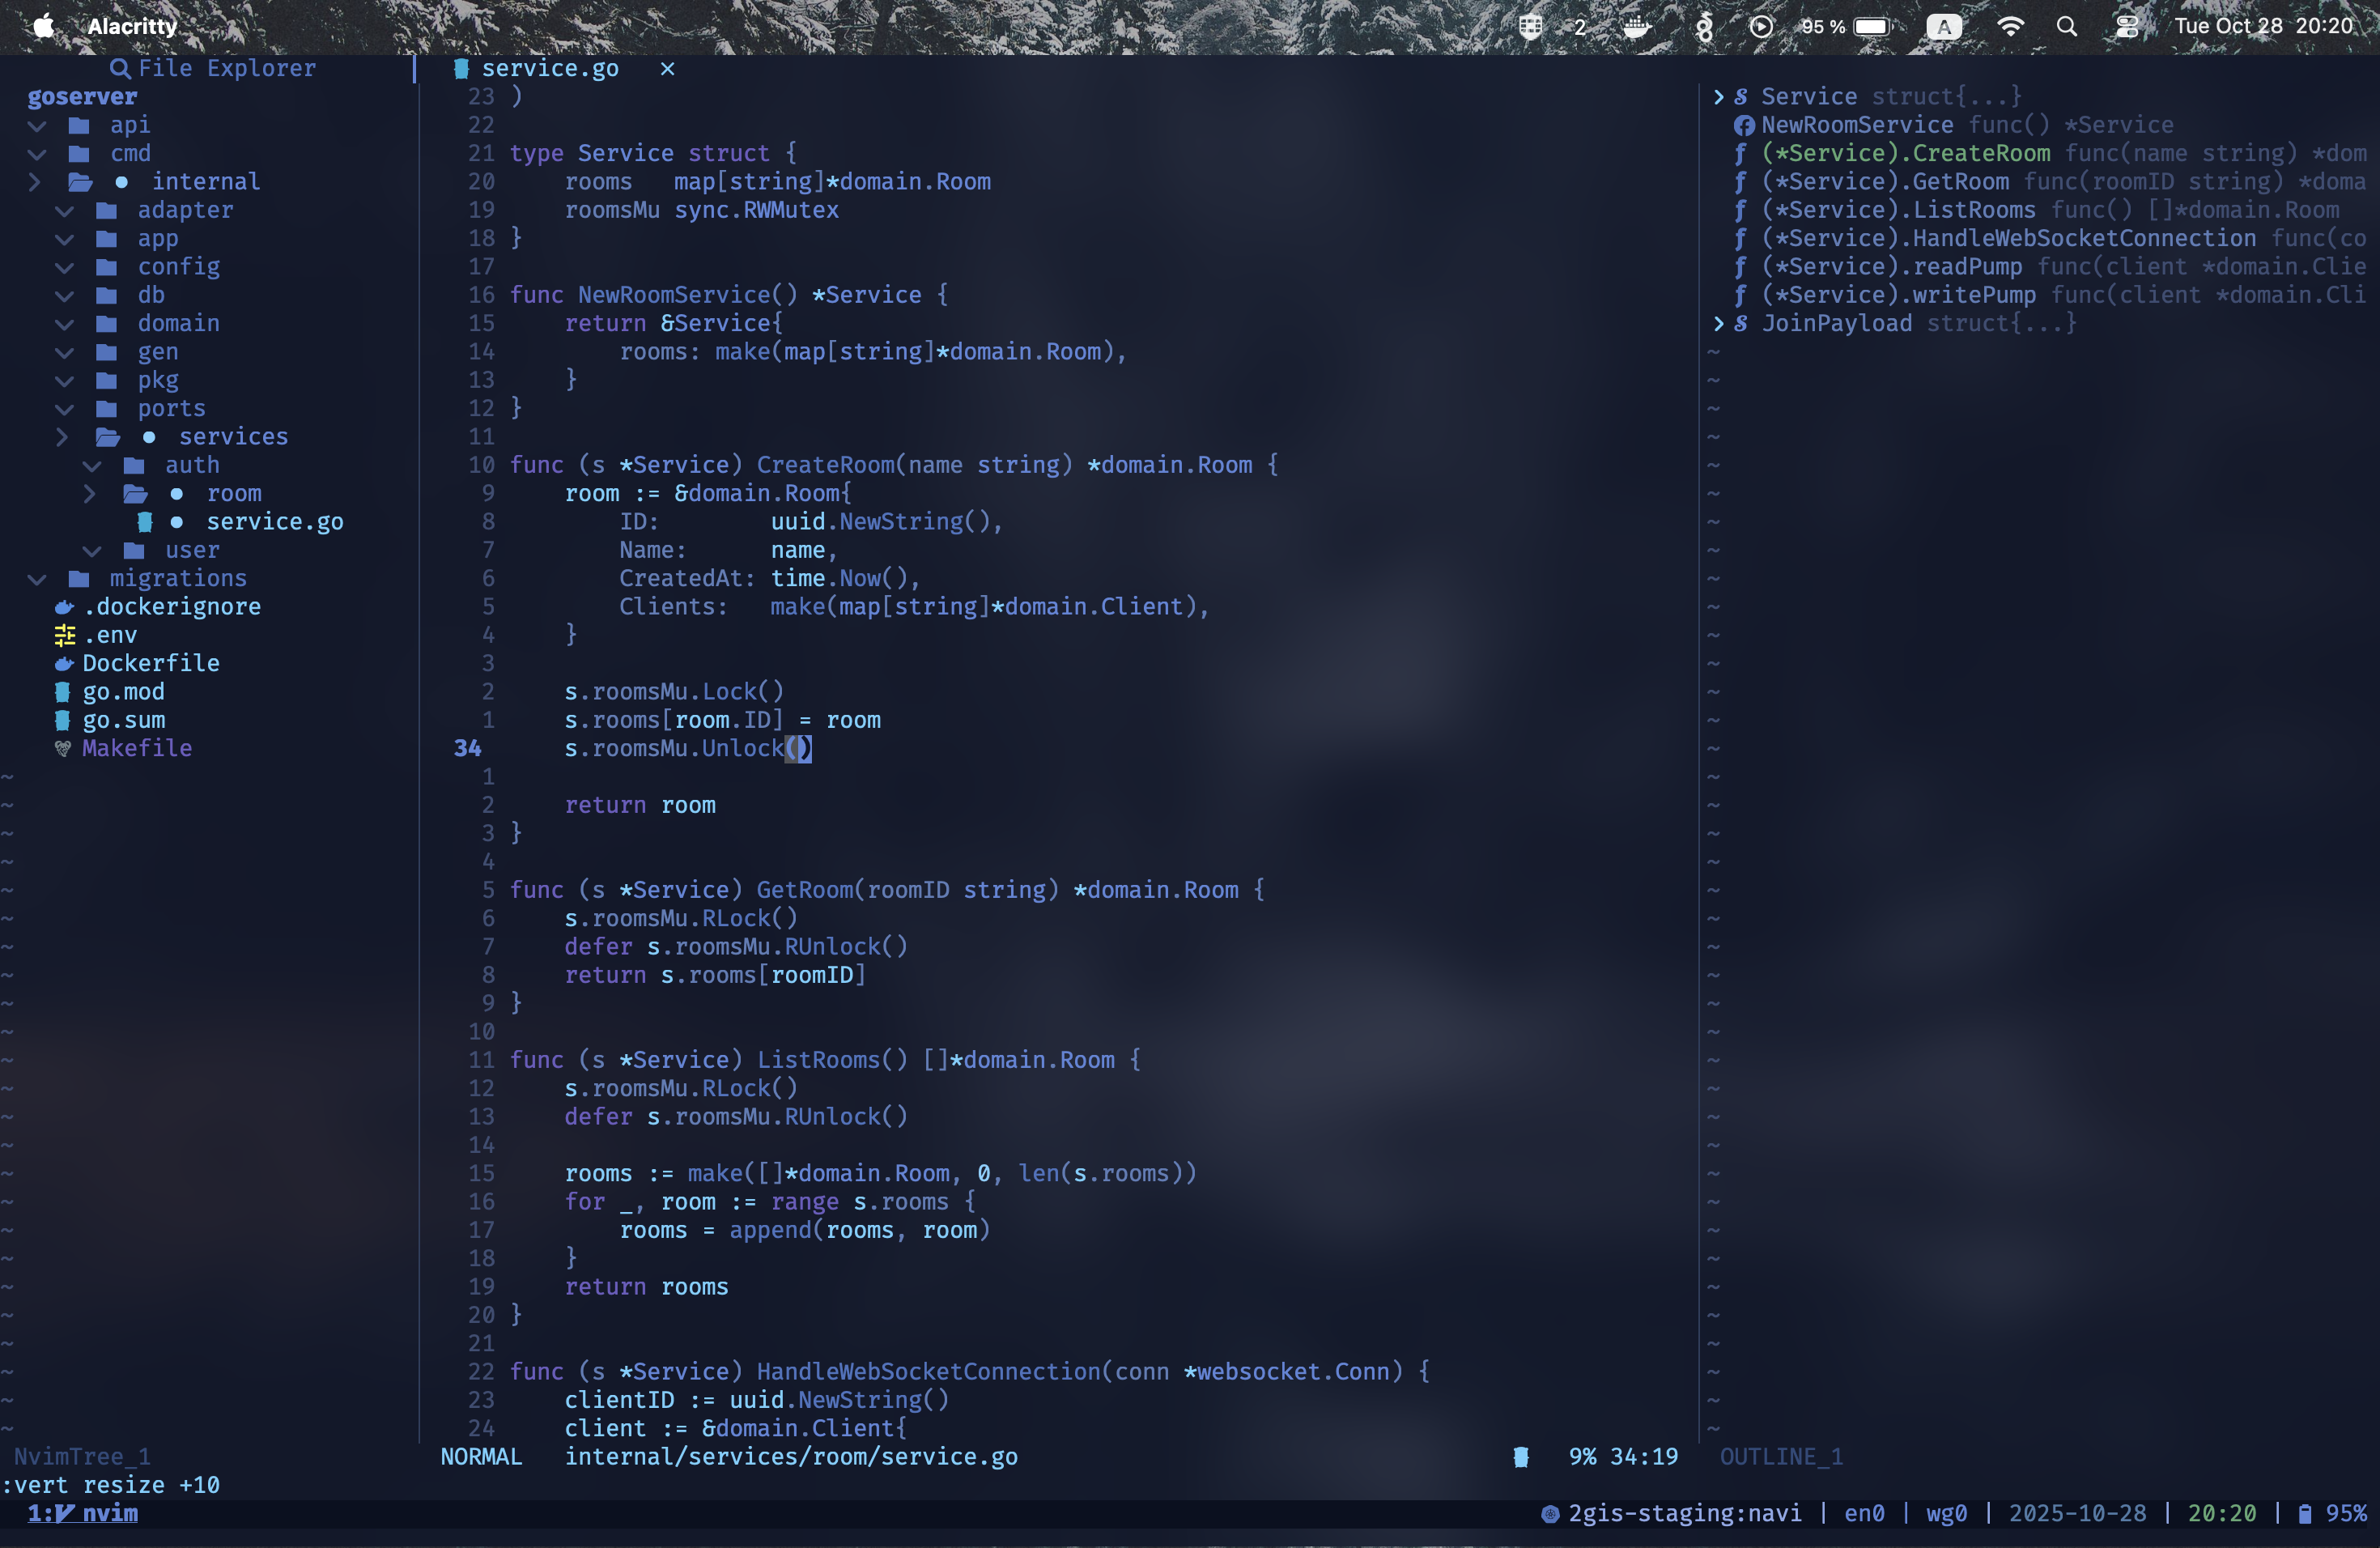 Alacritty
2
95 %
A
Tue Oct 28 20:20
File Explorer
goserver
api
cmd
internal
adapter
app
config
db
domain
gen
pkg
ports
services
auth
room
service.go
user
migrations
.dockerignore
.env
Dockerfile
go.mod
go.sum
Makefile
NvimTree_1
service.go ×
23 )
22
21 type Service struct {
20     rooms   map[string]*domain.Room
19     roomsMu sync.RWMutex
18 }
17
16 func NewRoomService() *Service {
15     return &Service{
14         rooms: make(map[string]*domain.Room),
13     }
12 }
11
10 func (s *Service) CreateRoom(name string) *domain.Room {
9     room := &domain.Room{
8         ID:        uuid.NewString(),
7         Name:      name,
6         CreatedAt: time.Now(),
5         Clients:   make(map[string]*domain.Client),
4     }
3
2     s.roomsMu.Lock()
1     s.rooms[room.ID] = room
34     s.roomsMu.Unlock()
1
2     return room
3 }
4
5 func (s *Service) GetRoom(roomID string) *domain.Room {
6     s.roomsMu.RLock()
7     defer s.roomsMu.RUnlock()
8     return s.rooms[roomID]
9 }
10
11 func (s *Service) ListRooms() []*domain.Room {
12     s.roomsMu.RLock()
13     defer s.roomsMu.RUnlock()
14
15     rooms := make([]*domain.Room, 0, len(s.rooms))
16     for _, room := range s.rooms {
17         rooms = append(rooms, room)
18     }
19     return rooms
20 }
21
22 func (s *Service) HandleWebSocketConnection(conn *websocket.Conn) {
23     clientID := uuid.NewString()
24     client := &domain.Client{
NORMAL   internal/services/room/service.go   9% 34:19
Service struct{...}
NewRoomService func() *Service
(*Service).CreateRoom func(name string) *dom
(*Service).GetRoom func(roomID string) *doma
(*Service).ListRooms func() []*domain.Room
(*Service).HandleWebSocketConnection func(co
(*Service).readPump func(client *domain.Clie
(*Service).writePump func(client *domain.Cli
JoinPayload struct{...}
OUTLINE_1
:vert resize +10
1: nvim
2gis-staging:navi | en0 | wg0 | 2025-10-28 | 20:20 | 95%